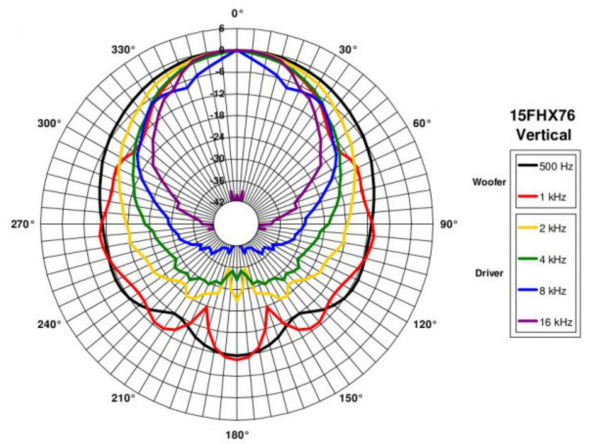 0°
330°
30°
6
0
-6
-12
-18
-24
-30
-36
-42
300°
60°
270°
90°
240°
120°
210°
150°
180°
15FHX76
Vertical
Woofer
500 Hz
1 kHz
Driver
2 kHz
4 kHz
8 kHz
16 kHz